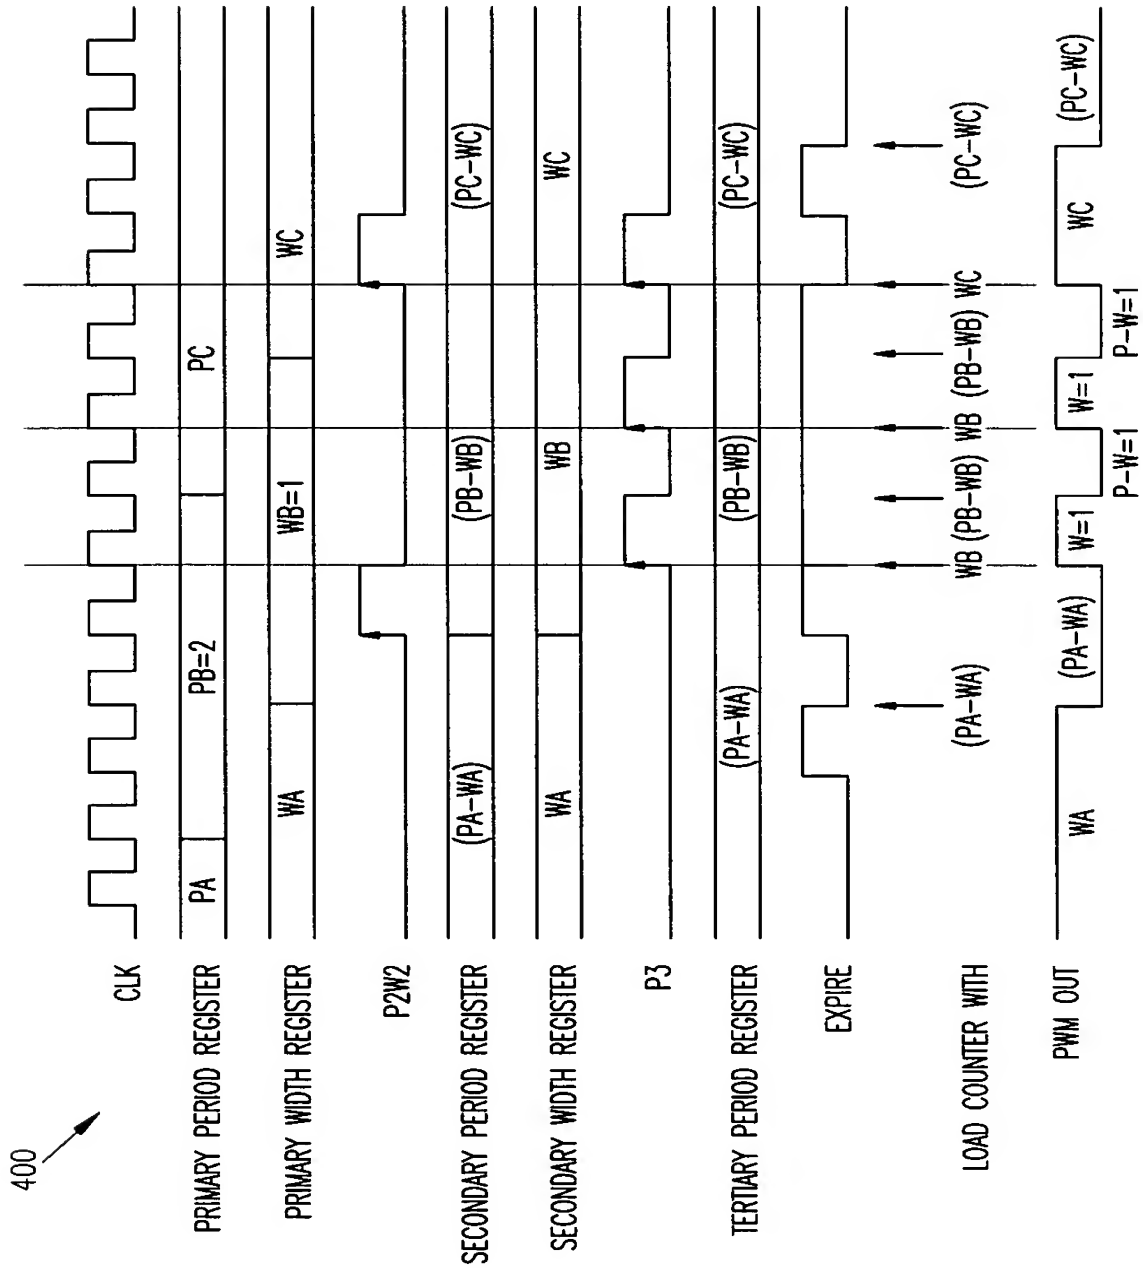 400
CLK
PRIMARY PERIOD REGISTER PA PB=2 PC
PRIMARY WIDTH REGISTER WA WB=1 WC
P2W2
SECONDARY PERIOD REGISTER (PA-WA) (PB-WB) (PC-WC)
SECONDARY WIDTH REGISTER WA WB WC
P3
TERTIARY PERIOD REGISTER (PA-WA) (PB-WB) (PC-WC)
EXPIRE
LOAD COUNTER WITH (PA-WA) WB (PB-WB) WB (PB-WB) WC (PC-WC)
PWM OUT WA (PA-WA) W=1 W=1 WC (PC-WC)
P-W=1 P-W=1